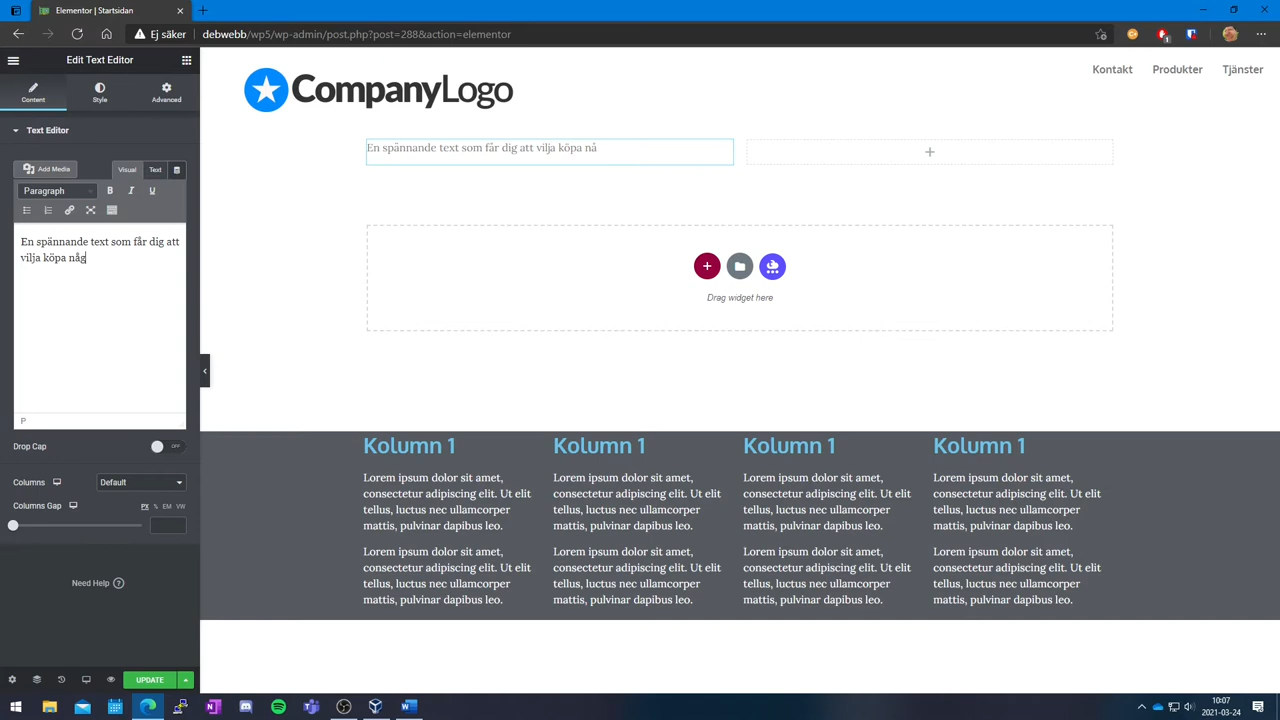 Elementor | Startsidan
Ej säker
debwebb/wp5/wp-admin/post.php?post=288&action=elementor
1
Edit Text Editor
Content
Style
Advanced
Text Editor
Add Media
Visual
Text
Paragraph
B
I
U
En spännande text som får dig att
vilja köpa någ
P
Drop Cap
OFF
Columns
Default
Columns Gap
PX
%
EM
VW
Need Help
?
UPDATE
CompanyLogo
Kontakt
Produkter
Tjänster
En spännande text som får dig att vilja köpa nå
Drag widget here
Kolumn 1
Lorem ipsum dolor sit amet,
consectetur adipiscing elit. Ut elit
tellus, luctus nec ullamcorper
mattis, pulvinar dapibus leo.
Lorem ipsum dolor sit amet,
consectetur adipiscing elit. Ut elit
tellus, luctus nec ullamcorper
mattis, pulvinar dapibus leo.
Kolumn 1
Lorem ipsum dolor sit amet,
consectetur adipiscing elit. Ut elit
tellus, luctus nec ullamcorper
mattis, pulvinar dapibus leo.
Lorem ipsum dolor sit amet,
consectetur adipiscing elit. Ut elit
tellus, luctus nec ullamcorper
mattis, pulvinar dapibus leo.
Kolumn 1
Lorem ipsum dolor sit amet,
consectetur adipiscing elit. Ut elit
tellus, luctus nec ullamcorper
mattis, pulvinar dapibus leo.
Lorem ipsum dolor sit amet,
consectetur adipiscing elit. Ut elit
tellus, luctus nec ullamcorper
mattis, pulvinar dapibus leo.
Kolumn 1
Lorem ipsum dolor sit amet,
consectetur adipiscing elit. Ut elit
tellus, luctus nec ullamcorper
mattis, pulvinar dapibus leo.
Lorem ipsum dolor sit amet,
consectetur adipiscing elit. Ut elit
tellus, luctus nec ullamcorper
mattis, pulvinar dapibus leo.
10:07
2021-03-24